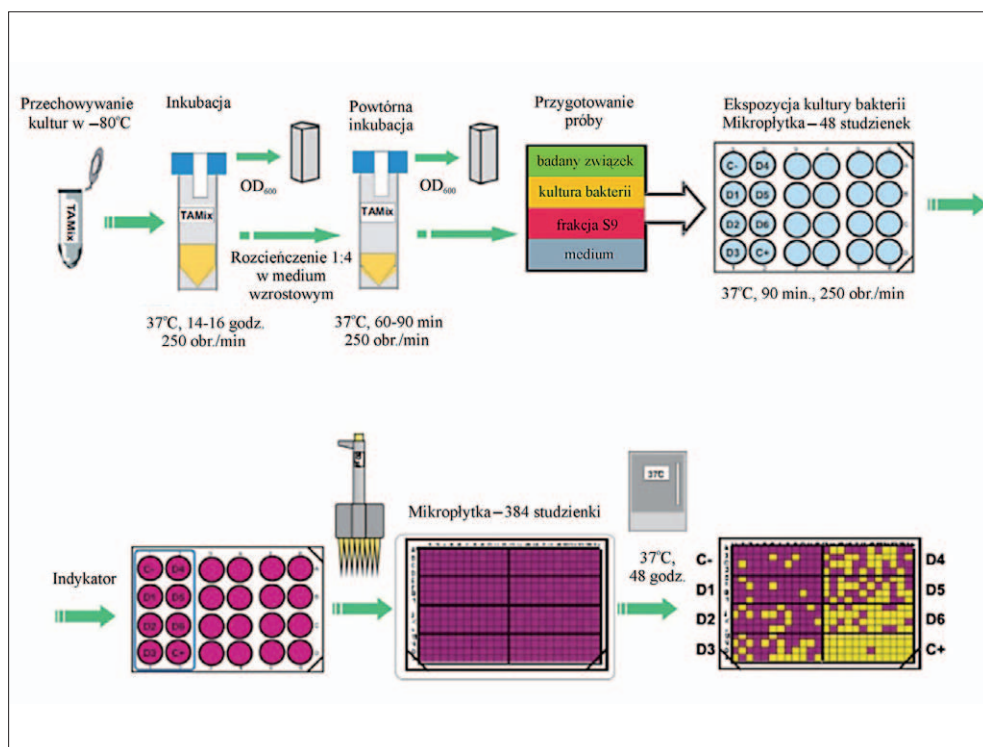 Przechowywanie
kultur w –80°C
TAMix
Inkubacja
OD600
TAMix
37°C, 14-16 godz.
250 obr./min
Rozcieńczenie 1:4
w medium
wzrostowym
Powtórna
inkubacja
OD600
TAMix
37°C, 60-90 min
250 obr./min
Przygotowanie
próby
badany związek
kultura bakterii
frakcja S9
medium
Ekspozycja kultury bakterii
Mikropłytka–48 studzienek
C- D4
D1 D5
D2 D6
D3 C+
37°C, 90 min., 250 obr./min
Indykator
C- D4
D1 D5
D2 D6
D3 C+
Mikropłytka–384 studzienki
37C
37°C,
48 godz.
C- D4
D1 D5
D2 D6
D3 C+